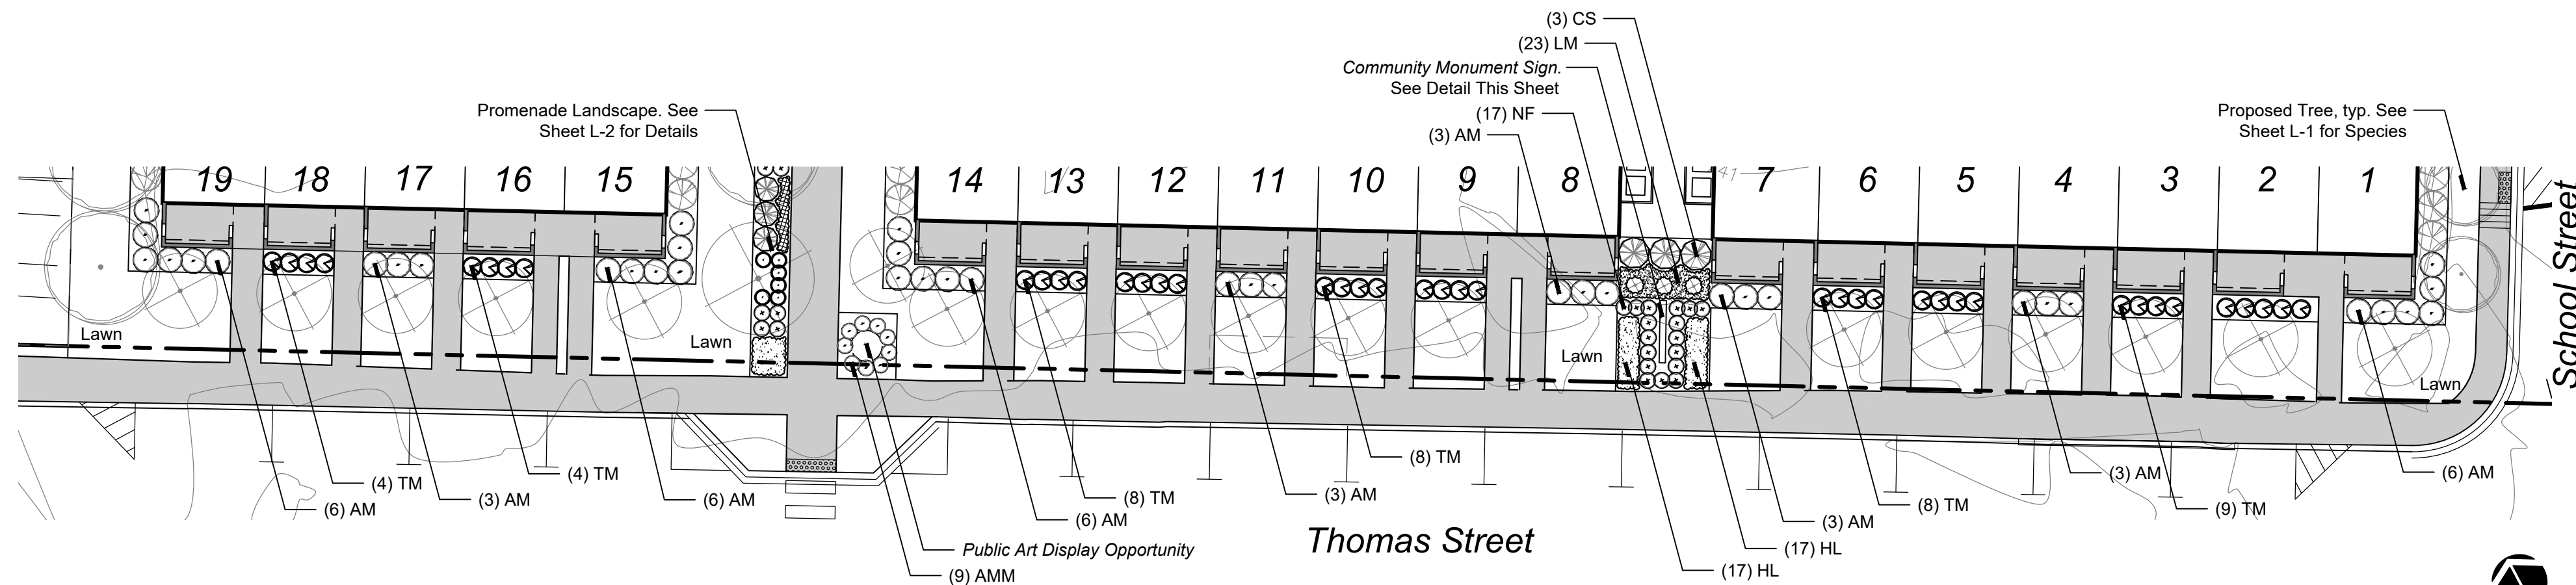 (3) CS
(23) LM
Community Monument Sign.
See Detail This Sheet
(17) NF
(3) AM
Promenade Landscape. See
Sheet L-2 for Details
Proposed Tree, typ. See
Sheet L-1 for Species
19 18 17 16 15 14 13 12 11 10 9 8 41 7 6 5 4 3 2 1
School Street
Lawn
Lawn
Lawn
Lawn
(4) TM
(6) AM
(3) AM
(4) TM
(6) AM
(8) TM
(6) AM
Public Art Display Opportunity
(9) AMM
(3) AM
(8) TM
Thomas Street
(17) HL
(17) HL
(3) AM
(8) TM
(3) AM
(9) TM
(6) AM